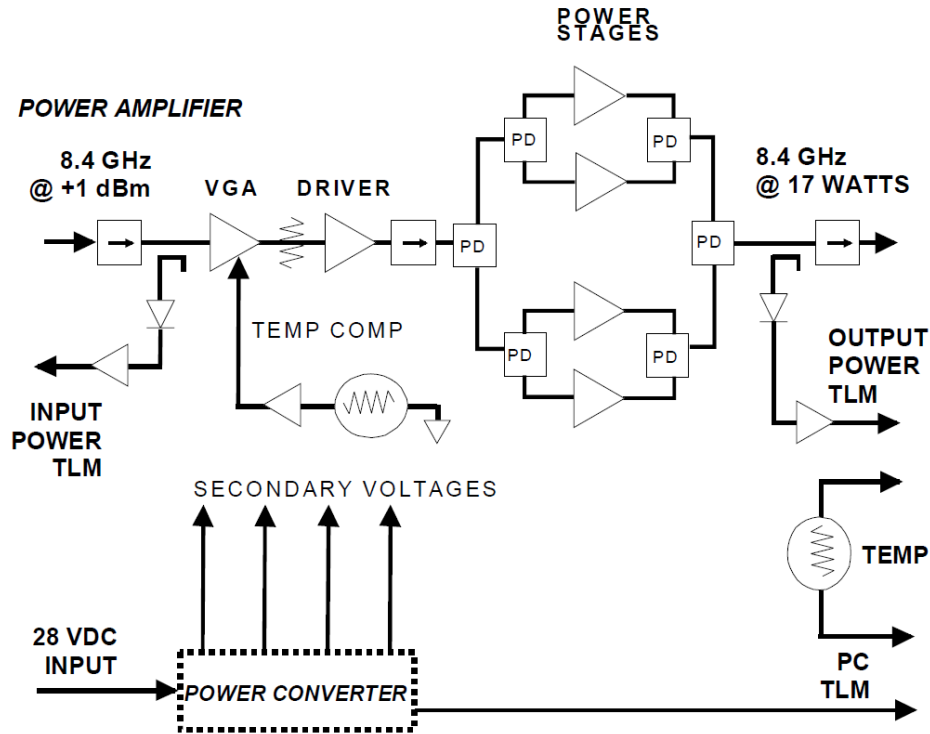 POWER
STAGES
POWER AMPLIFIER
8.4 GHz
@ +1 dBm
VGA
DRIVER
PD
PD
PD
PD
PD
PD
8.4 GHz
@ 17 WATTS
TEMP COMP
INPUT
POWER
TLM
OUTPUT
POWER
TLM
SECONDARY VOLTAGES
TEMP
28 VDC
INPUT
POWER CONVERTER
PC
TLM